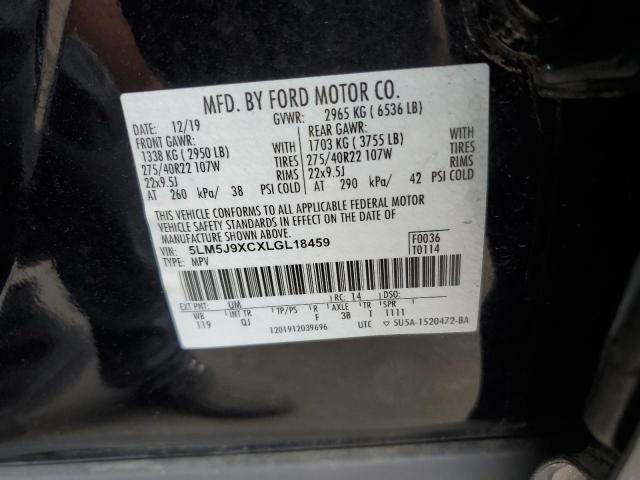 MFD. BY FORD MOTOR CO.
DATE: 12/19 GVWR: 2965 KG ( 6536 LB)
FRONT GAWR: REAR GAWR:
1338 KG ( 2950 LB) WITH 1703 KG ( 3755 LB) WITH
275/40R22 107W TIRES 275/40R22 107W TIRES
22x9.5J RIMS 22x9.5J RIMS
AT 260 kPa/ 38 PSI COLD AT 290 kPa/ 42 PSI COLD
THIS VEHICLE CONFORMS TO ALL APPLICABLE FEDERAL MOTOR
VEHICLE SAFETY STANDARDS IN EFFECT ON THE DATE OF
MANUFACTURE SHOWN ABOVE.
VIN: 5LM5J9XCXLGL18459 F0036
TYPE: MPV T0114
EXT PNT: UM RC: 14 DSO:
WB INT TR TP/PS R AXLE TR SPR
119 QJ F 3B T 1111
1201912039696 UTC ▽ 5U5A-1520472-BA